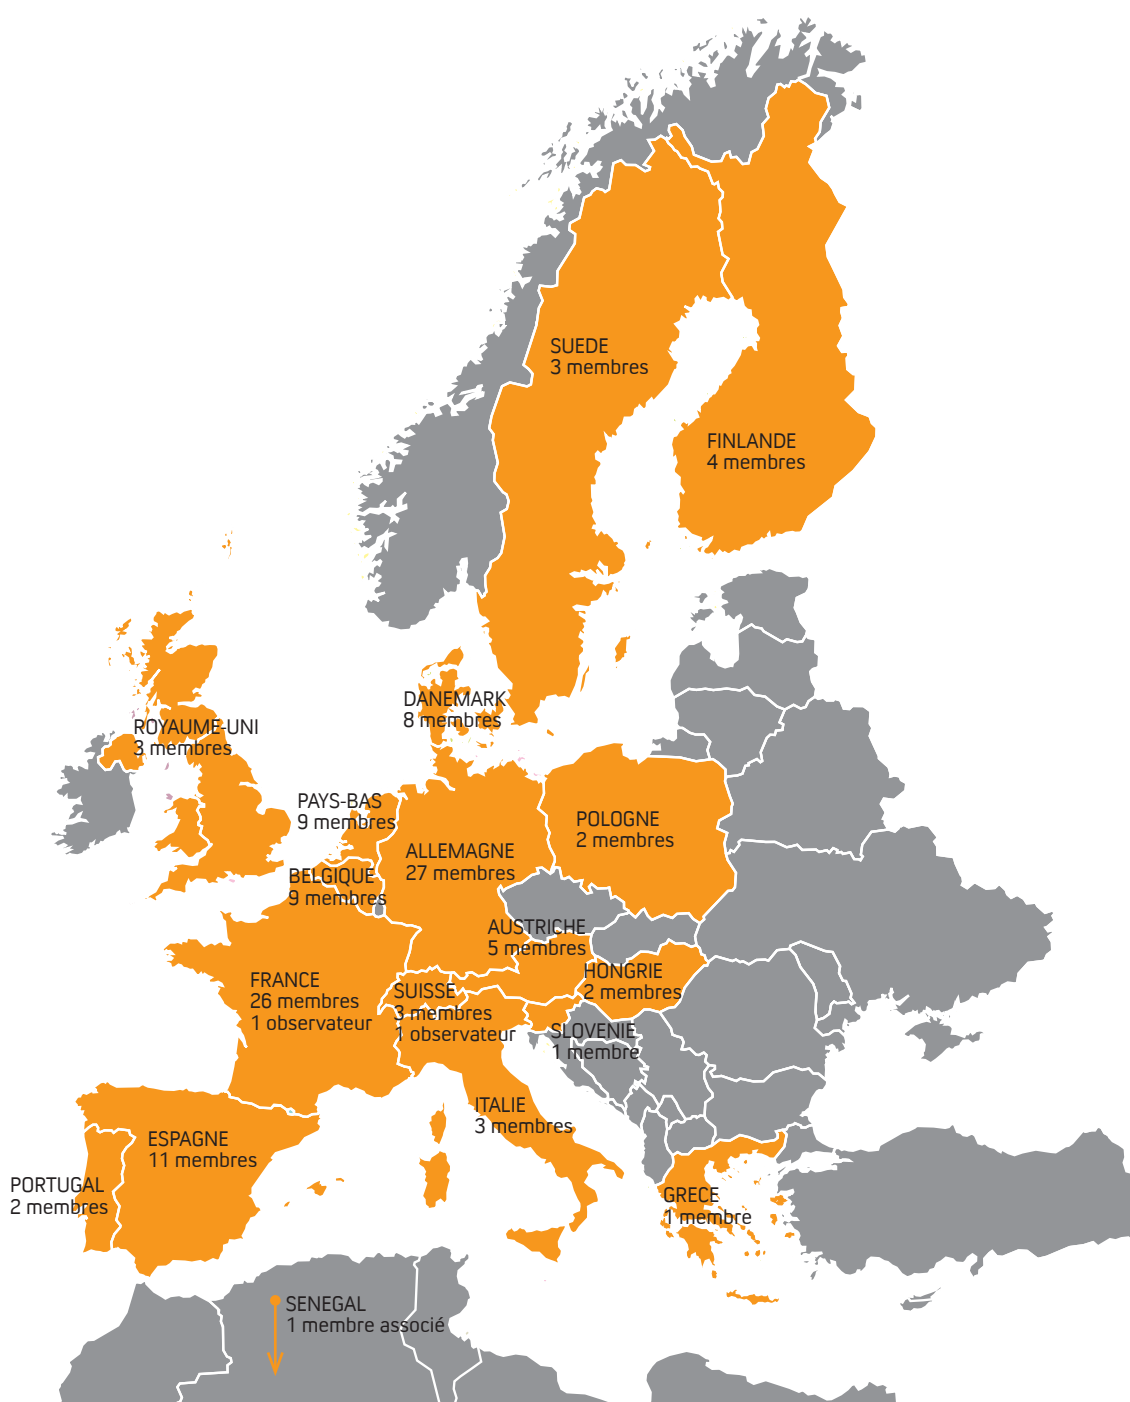 SUEDE
3 membres
FINLANDE
4 membres
DANEMARK
8 membres
ROYAUME-UNI
3 membres
PAYS-BAS
9 membres
POLOGNE
2 membres
ALLEMAGNE
27 membres
BELGIQUE
9 membres
AUSTRICHE
5 membres
HONGRIE
2 membres
FRANCE
26 membres
1 observateur
SUISSE
3 membres
1 observateur
SLOVENIE
1 membre
ITALIE
3 membres
ESPAGNE
11 membres
PORTUGAL
2 membres
GRECE
1 membre
SENEGAL
1 membre associé